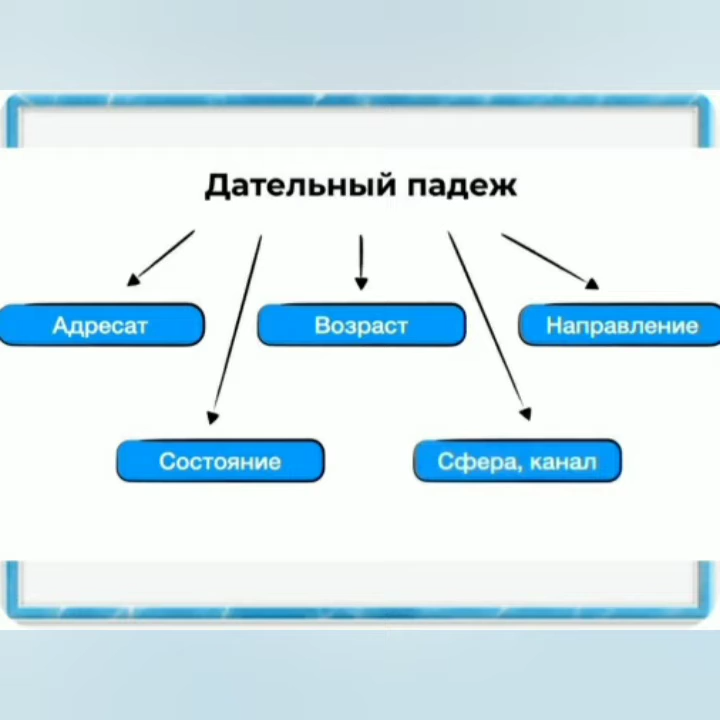 Дательный падеж
Адресат
Возраст
Направление
Состояние
Сфера, канал